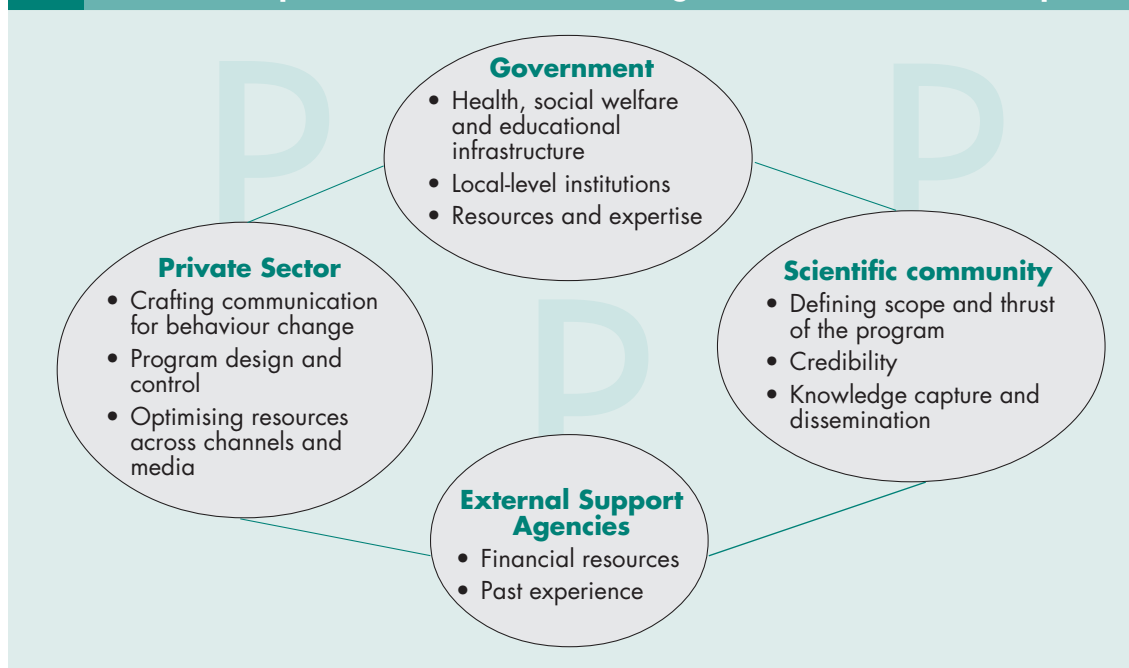 P
P
Government
• Health, social welfare
and educational
infrastructure
• Local-level institutions
• Resources and expertise
Private Sector
• Crafting communication
for behaviour change
• Program design and
control
• Optimising resources
across channels and
media
Scientific community
• Defining scope and thrust
of the program
• Credibility
• Knowledge capture and
dissemination
P
External Support
Agencies
• Financial resources
• Past experience